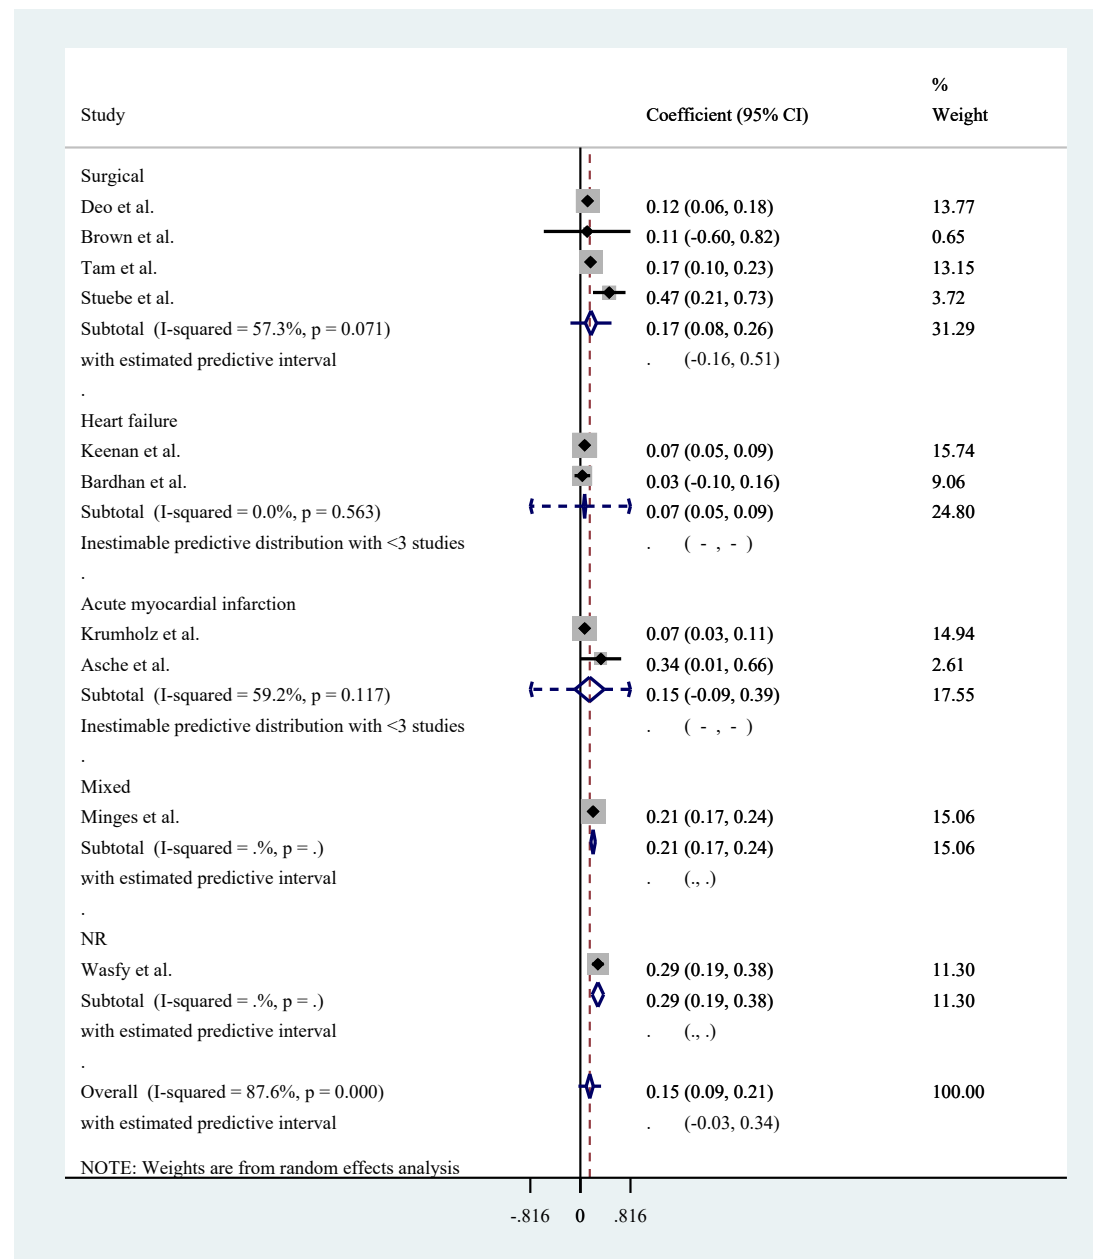 %
Study Coefficient (95% CI) Weight
Surgical
Deo et al. 0.12 (0.06, 0.18) 13.77
Brown et al. 0.11 (-0.60, 0.82) 0.65
Tam et al. 0.17 (0.10, 0.23) 13.15
Stuebe et al. 0.47 (0.21, 0.73) 3.72
Subtotal (I-squared = 57.3%, p = 0.071) 0.17 (0.08, 0.26) 31.29
with estimated predictive interval . (-0.16, 0.51)
.
Heart failure
Keenan et al. 0.07 (0.05, 0.09) 15.74
Bardhan et al. 0.03 (-0.10, 0.16) 9.06
Subtotal (I-squared = 0.0%, p = 0.563) 0.07 (0.05, 0.09) 24.80
Inestimable predictive distribution with <3 studies . ( - , - )
.
Acute myocardial infarction
Krumholz et al. 0.07 (0.03, 0.11) 14.94
Asche et al. 0.34 (0.01, 0.66) 2.61
Subtotal (I-squared = 59.2%, p = 0.117) 0.15 (-0.09, 0.39) 17.55
Inestimable predictive distribution with <3 studies . ( - , - )
.
Mixed
Minges et al. 0.21 (0.17, 0.24) 15.06
Subtotal (I-squared = .%, p = .) 0.21 (0.17, 0.24) 15.06
with estimated predictive interval . (., .)
.
NR
Wasfy et al. 0.29 (0.19, 0.38) 11.30
Subtotal (I-squared = .%, p = .) 0.29 (0.19, 0.38) 11.30
with estimated predictive interval . (., .)
.
Overall (I-squared = 87.6%, p = 0.000) 0.15 (0.09, 0.21) 100.00
with estimated predictive interval . (-0.03, 0.34)
NOTE: Weights are from random effects analysis
-.816 0 .816